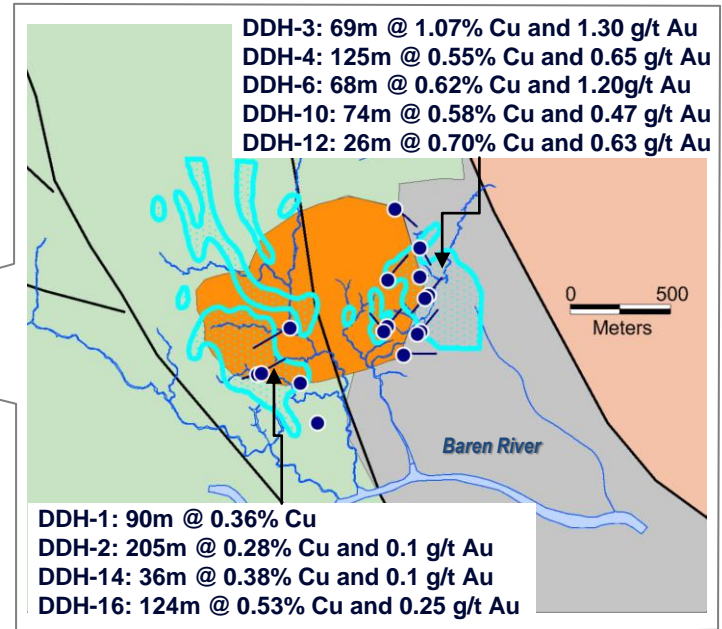 DDH-3: 69m @ 1.07% Cu and 1.30 g/t Au
DDH-4: 125m @ 0.55% Cu and 0.65 g/t Au
DDH-6: 68m @ 0.62% Cu and 1.20g/t Au
DDH-10: 74m @ 0.58% Cu and 0.47 g/t Au
DDH-12: 26m @ 0.70% Cu and 0.63 g/t Au
0 500
Meters
Baren River
DDH-1: 90m @ 0.36% Cu
DDH-2: 205m @ 0.28% Cu and 0.1 g/t Au
DDH-14: 36m @ 0.38% Cu and 0.1 g/t Au
DDH-16: 124m @ 0.53% Cu and 0.25 g/t Au